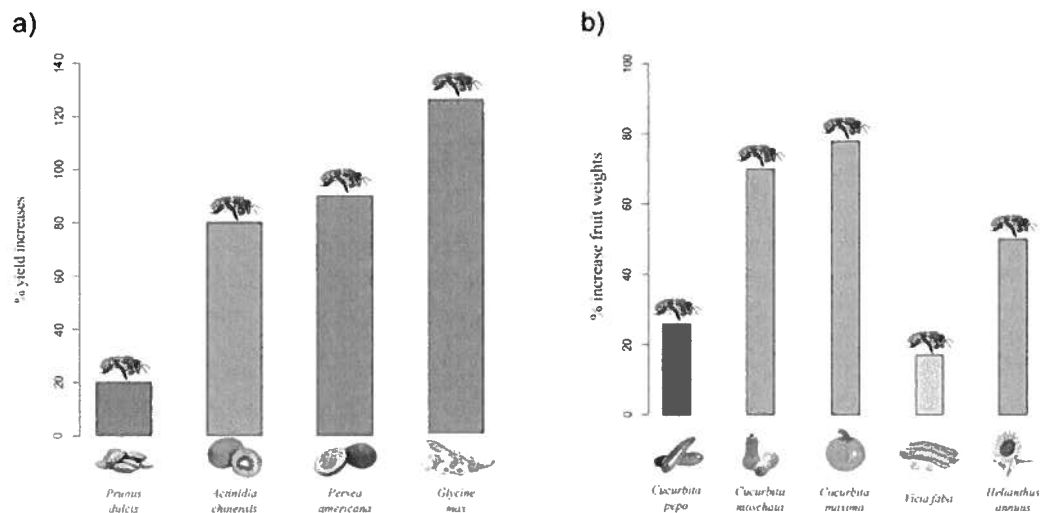 a)
% yield increases
140
120
100
80
60
40
20
0
Prunus
dulcis
Actinidia
chinensis
Persea
americana
Glycine
max
b)
% increase fruit weights
100
80
60
40
20
0
Cucurbita
pepo
Cucurbita
moschata
Cucurbita
maxima
Vicia faba
Helianthus
annuus